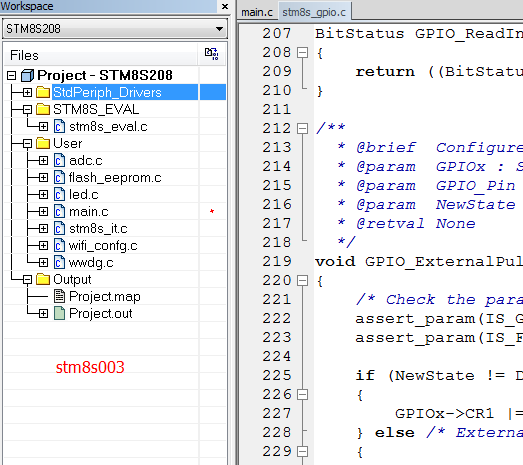 Workspace
STM8S208
Files
Project - STM8S208
StdPeriph_Drivers
STM8S_EVAL
stm8s_eval.c
User
adc.c
flash_eeprom.c
led.c
main.c
stm8s_it.c
wifi_confg.c
wwdg.c
Output
Project.map
Project.out
stm8s003
main.c stm8s_gpio.c
207 BitStatus GPIO_ReadIn
208 {
209 return ((BitStatu
210 }
211
212 /**
213 * @brief Configure
214 * @param GPIOx : S
215 * @param GPIO_Pin
216 * @param NewState
217 * @retval None
218 */
219 void GPIO_ExternalPul
220 {
221 /* Check the para
222 assert_param(IS_G
223 assert_param(IS_F
224
225 if (NewState != D
226 {
227 GPIOx->CR1 |=
228 } else /* Externa
229 {